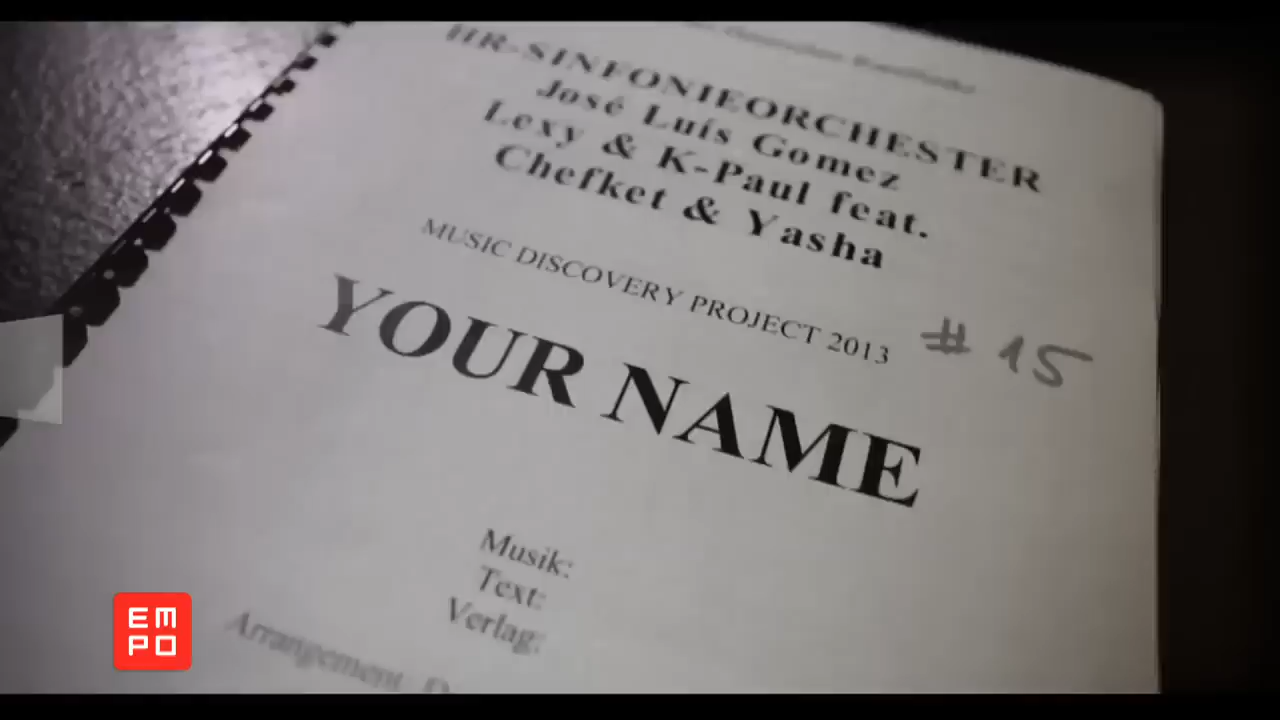 HR-SINFONIEORCHESTER
José Luís Gomez
Lexy & K-Paul feat.
Chefket & Yasha
MUSIC DISCOVERY PROJECT 2013
# 15
YOUR NAME
Musik:
Text:
Verlag:
Arrangement:
EM
PO